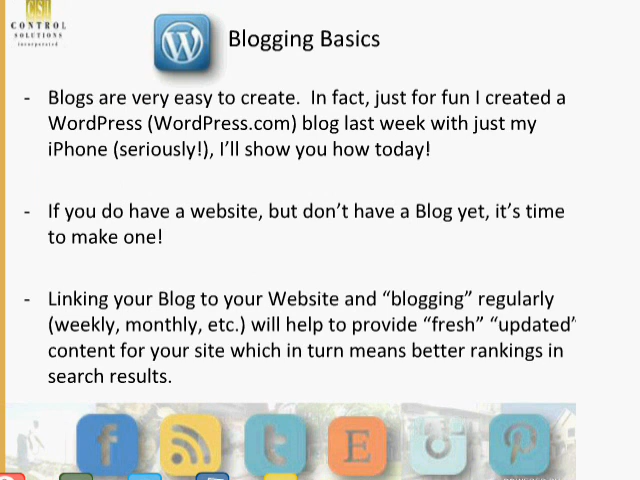 CSI
CONTROL
SOLUTIONS
incorporated
Blogging Basics
- Blogs are very easy to create.  In fact, just for fun I created a
WordPress (WordPress.com) blog last week with just my
iPhone (seriously!), I’ll show you how today!
- If you do have a website, but don’t have a Blog yet, it’s time
to make one!
- Linking your Blog to your Website and “blogging” regularly
(weekly, monthly, etc.) will help to provide “fresh” “updated”
content for your site which in turn means better rankings in
search results.